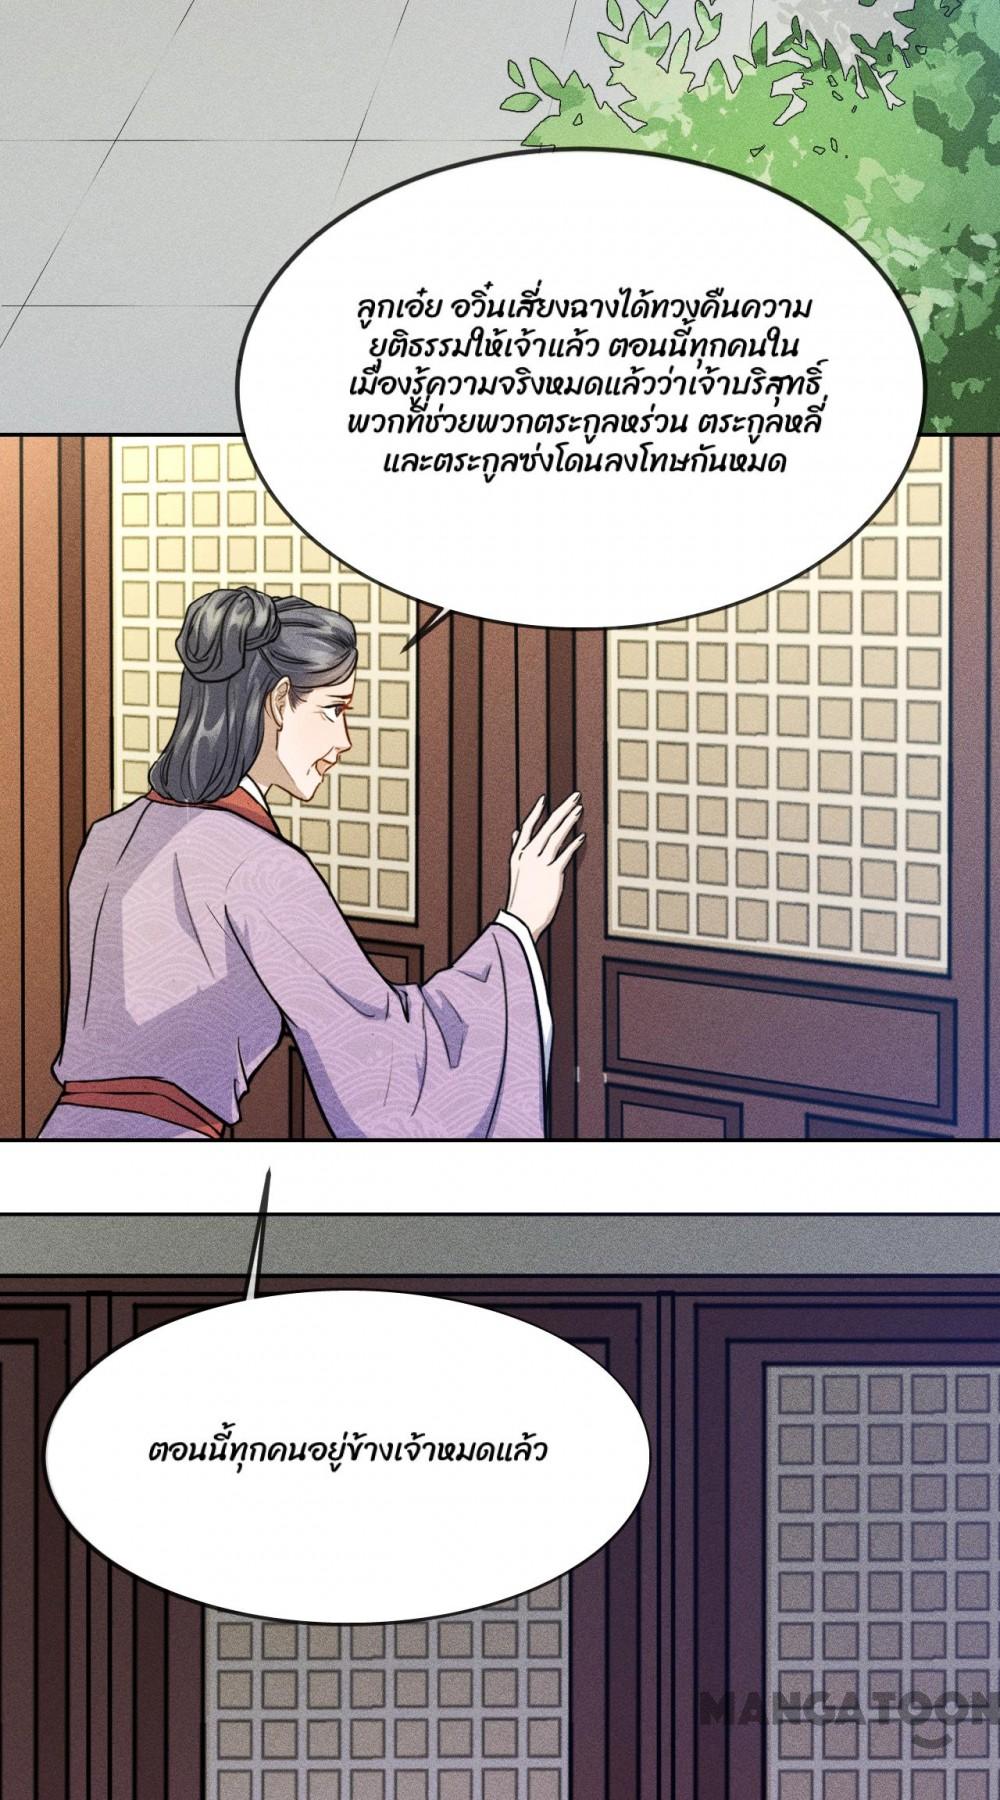 ลูกเอ๋ย อวิ๋นเสี่ยงฉางได้ทวงคืนความ
ยุติธรรมให้เจ้าแล้ว ตอนนี้ทุกคนใน
เมืองรู้ความจริงหมดแล้วว่าเจ้าบริสุทธิ์
พวกที่ช่วยพวกตระกูลหร่วน ตระกูลหลี่
และตระกูลซ่งโดนลงโทษกันหมด
ตอนนี้ทุกคนอยู่ข้างเจ้าหมดแล้ว
MANGATOON